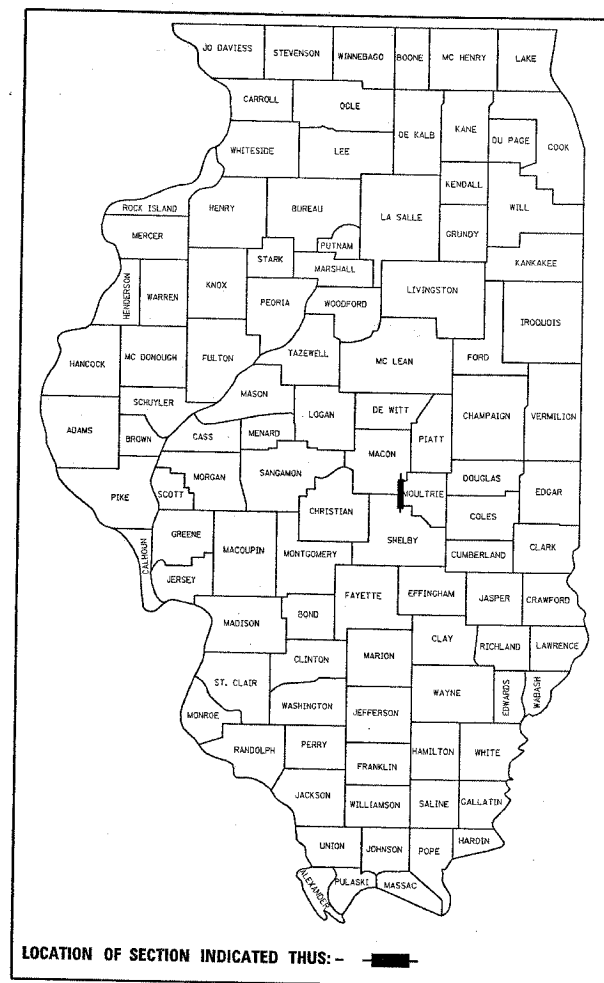 JO DAVIESS STEVENSON WINNEBAGO BOONE MC HENRY LAKE
CARROLL OGLE
DE KALB KANE DU PAGE COOK
WHITESIDE LEE
KENDALL WILL
ROCK ISLAND HENRY BUREAU LA SALLE GRUNDY
MERCER PUTNAM
STARK MARSHALL KANKAKEE
HENDERSON WARREN KNOX PEORIA WOODFORD LIVINGSTON IROQUOIS
HANCOCK MC DONOUGH FULTON TAZEWELL MC LEAN FORD
SCHUYLER MASON LOGAN DE WITT CHAMPAIGN VERMILION
ADAMS BROWN CASS MENARD PIATT
MACON
PIKE SCOTT MORGAN SANGAMON MOULTRIE DOUGLAS EDGAR
CHRISTIAN COLES
GREENE MACOUPIN MONTGOMERY SHELBY
CALHOUN CUMBERLAND CLARK
JERSEY FAYETTE EFFINGHAM JASPER CRAWFORD
MADISON BOND
CLAY RICHLAND LAWRENCE
CLINTON MARION
ST. CLAIR WAYNE EDWARDS WABASH
MONROE WASHINGTON JEFFERSON
RANDOLPH PERRY HAMILTON WHITE
FRANKLIN
JACKSON WILLIAMSON SALINE GALLATIN
UNION JOHNSON POPE HARDIN
ALEXANDER PULASKI MASSAC
LOCATION OF SECTION INDICATED THUS: -